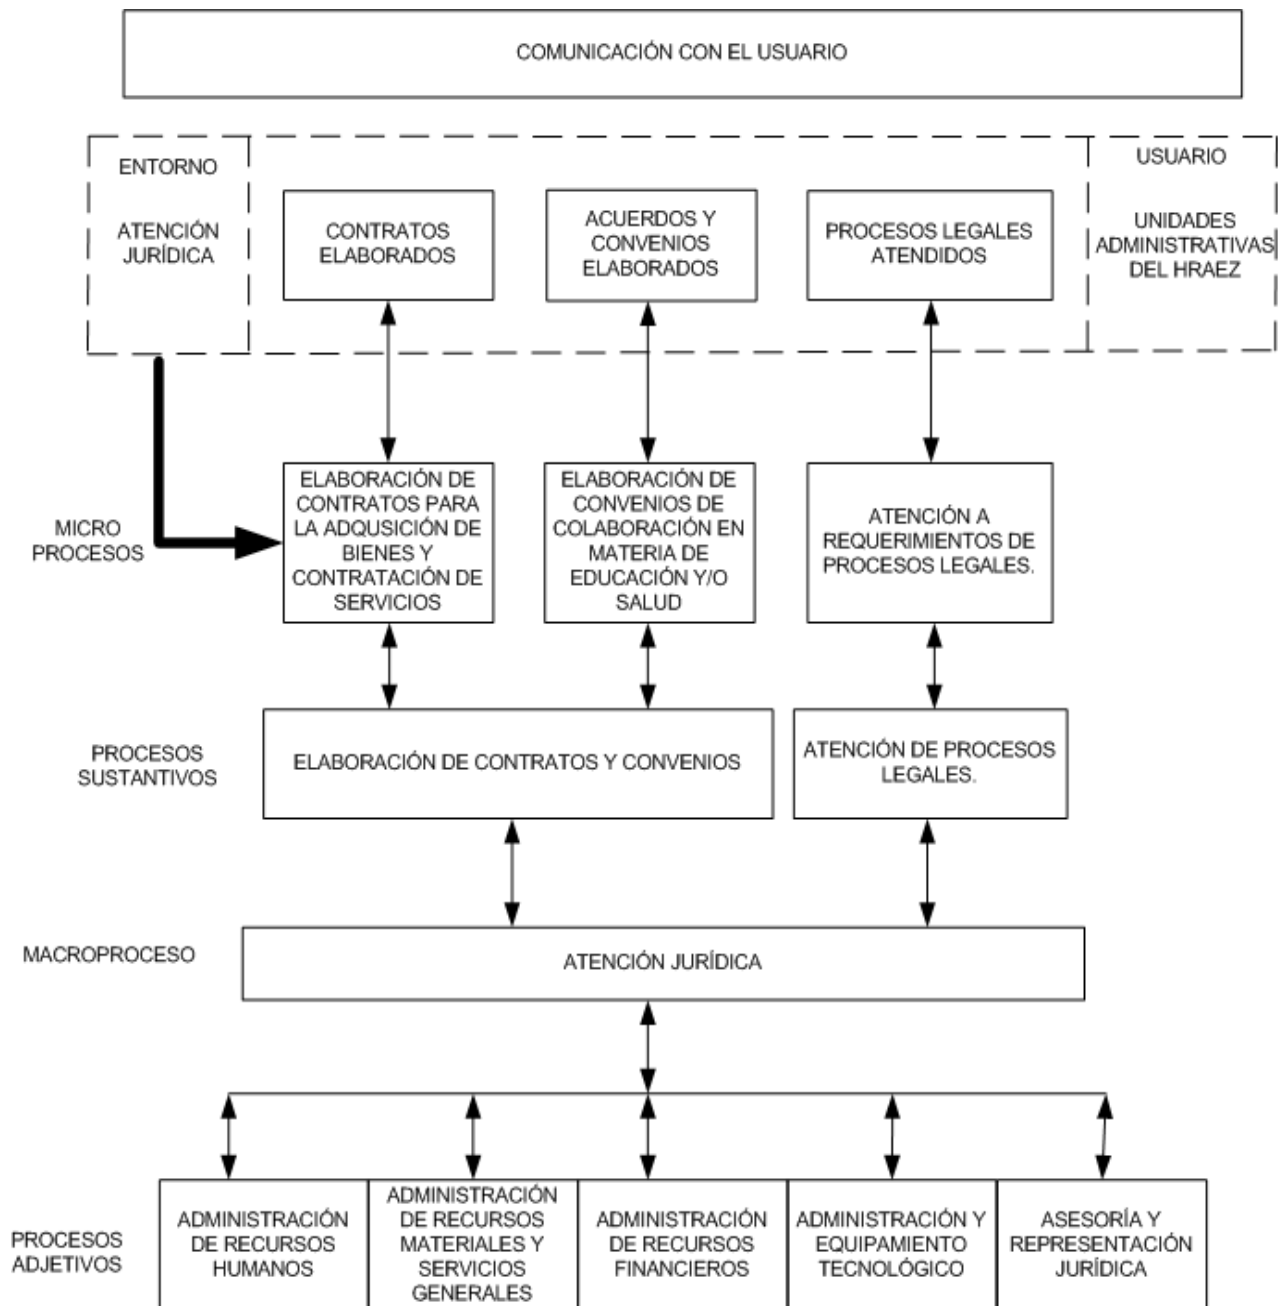 COMUNICACIÓN CON EL USUARIO
ENTORNO
ATENCIÓN
JURÍDICA
CONTRATOS
ELABORADOS
ACUERDOS Y
CONVENIOS
ELABORADOS
PROCESOS LEGALES
ATENDIDOS
USUARIO
UNIDADES
ADMINISTRATIVAS
DEL HRAEZ
MICRO
PROCESOS
ELABORACIÓN DE
CONTRATOS PARA
LA ADQUSICIÓN DE
BIENES Y
CONTRATACIÓN DE
SERVICIOS
ELABORACIÓN DE
CONVENIOS DE
COLABORACIÓN EN
MATERIA DE
EDUCACIÓN Y/O
SALUD
ATENCIÓN A
REQUERIMIENTOS DE
PROCESOS LEGALES.
PROCESOS
SUSTANTIVOS
ELABORACIÓN DE CONTRATOS Y CONVENIOS
ATENCIÓN DE PROCESOS
LEGALES.
MACROPROCESO
ATENCIÓN JURÍDICA
PROCESOS
ADJETIVOS
ADMINISTRACIÓN
DE RECURSOS
HUMANOS
ADMINISTRACIÓN
DE RECURSOS
MATERIALES Y
SERVICIOS
GENERALES
ADMINISTRACIÓN
DE RECURSOS
FINANCIEROS
ADMINISTRACIÓN Y
EQUIPAMIENTO
TECNOLÓGICO
ASESORÍA Y
REPRESENTACIÓN
JURÍDICA